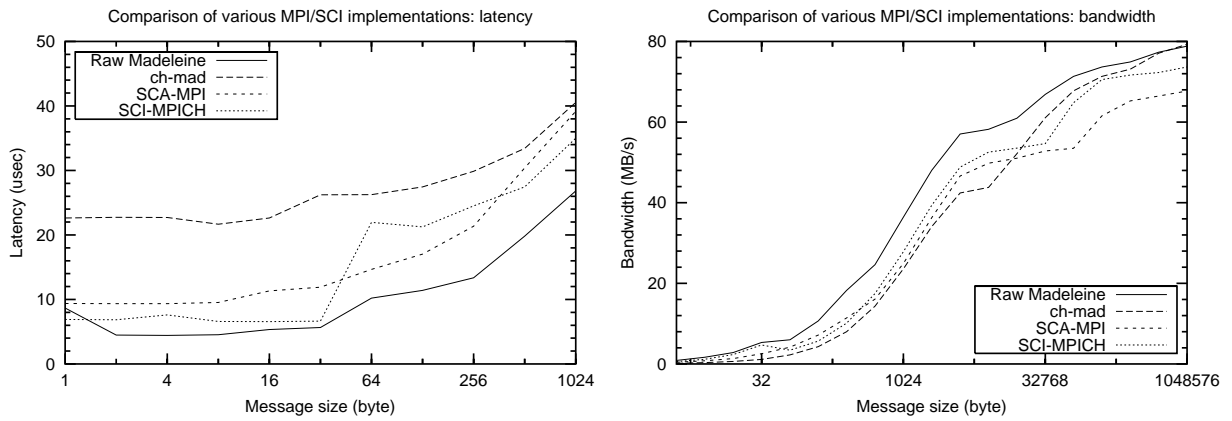 Comparison of various MPI/SCI implementations: latency
50
40
30
20
10
0
Latency (usec)
Raw Madeleine
ch-mad
SCA-MPI
SCI-MPICH
1
4
16
64
256
1024
Message size (byte)
Comparison of various MPI/SCI implementations: bandwidth
80
60
40
20
0
Bandwidth (MB/s)
Raw Madeleine
ch-mad
SCA-MPI
SCI-MPICH
32
1024
32768
1048576
Message size (byte)